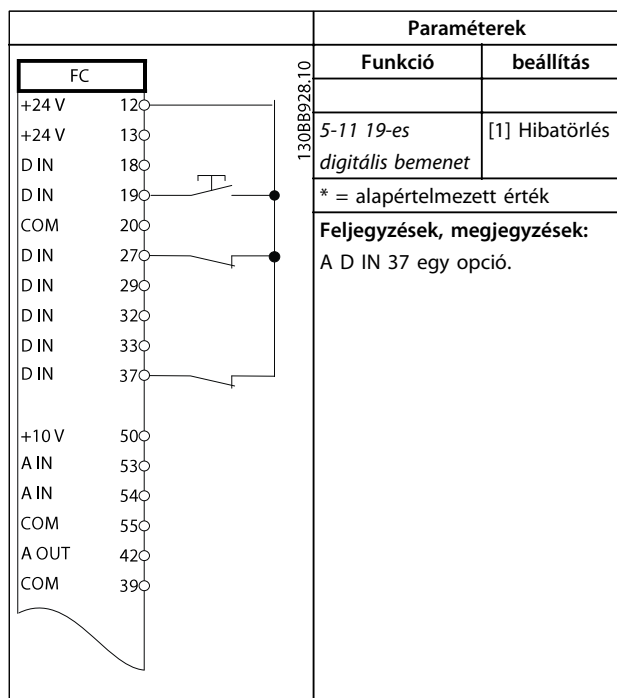 Paraméterek
Funkció beállítás
5-11 19-es [1] Hibatörlés
digitális bemenet
* = alapértelmezett érték
Feljegyzések, megjegyzések:
A D IN 37 egy opció.
130BB928.10
FC
+24 V 12
+24 V 13
D IN 18
D IN 19
COM 20
D IN 27
D IN 29
D IN 32
D IN 33
D IN 37
+10 V 50
A IN 53
A IN 54
COM 55
A OUT 42
COM 39